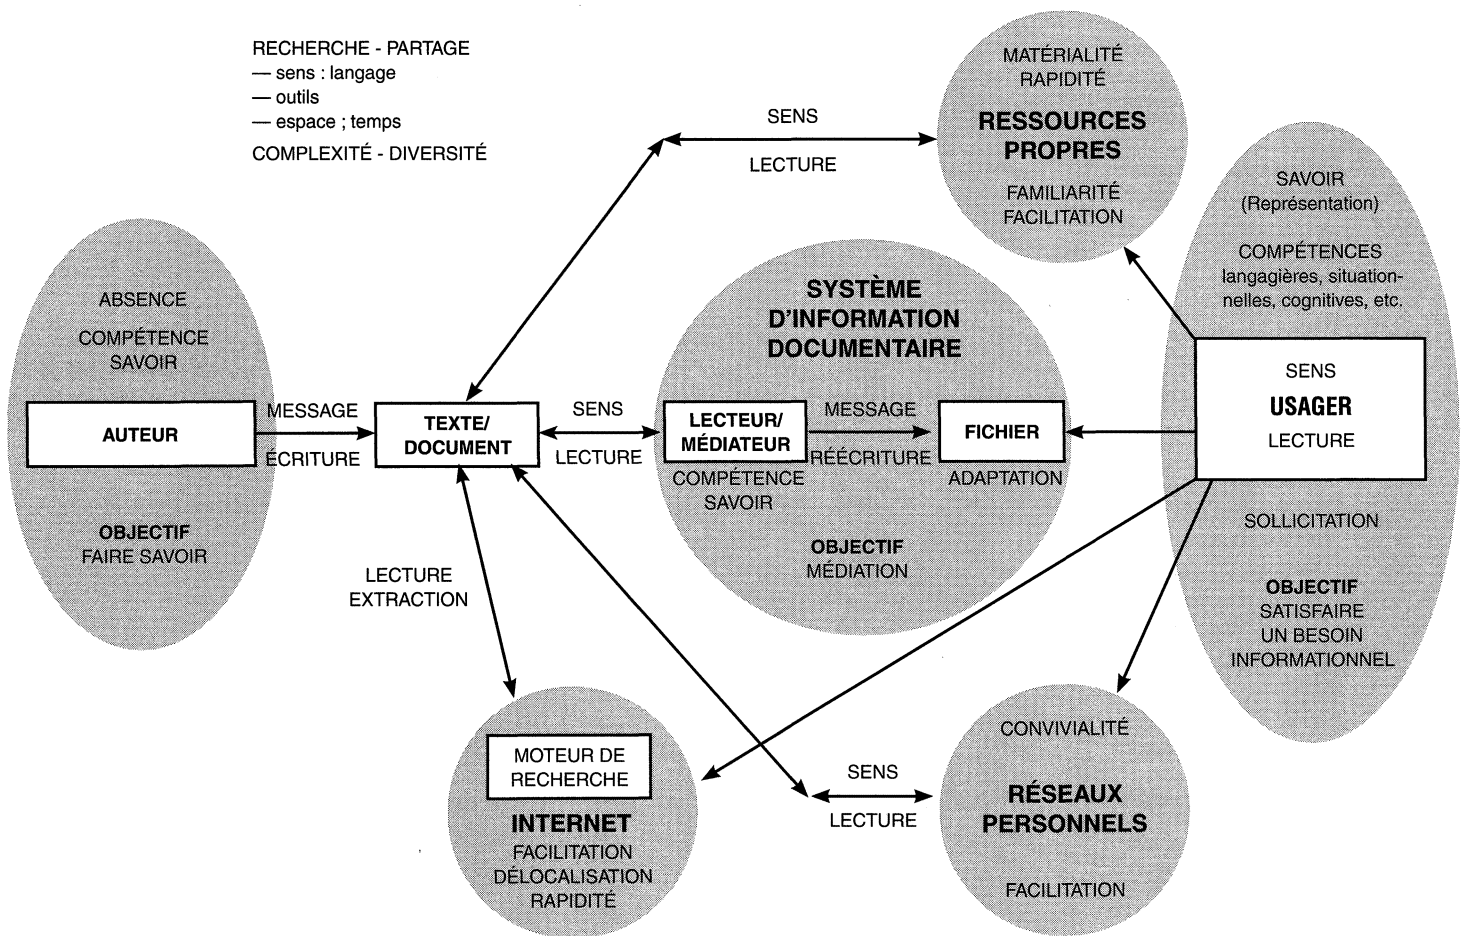 RECHERCHE - PARTAGE
— sens : langage
— outils
— espace ; temps
COMPLEXITÉ - DIVERSITÉ
ABSENCE
COMPÉTENCE
SAVOIR
AUTEUR
OBJECTIF
FAIRE SAVOIR
MESSAGE
ÉCRITURE
TEXTE/
DOCUMENT
SENS
LECTURE
SENS
LECTURE
MATÉRIALITÉ
RAPIDITÉ
RESSOURCES
PROPRES
FAMILIARITÉ
FACILITATION
SYSTÈME
D'INFORMATION
DOCUMENTAIRE
LECTEUR/
MÉDIATEUR
COMPÉTENCE
SAVOIR
MESSAGE
RÉÉCRITURE
FICHIER
ADAPTATION
OBJECTIF
MÉDIATION
SAVOIR
(Représentation)
COMPÉTENCES
langagières, situation-
nelles, cognitives, etc.
SENS
USAGER
LECTURE
SOLLICITATION
OBJECTIF
SATISFAIRE
UN BESOIN
INFORMATIONNEL
LECTURE
EXTRACTION
MOTEUR DE
RECHERCHE
INTERNET
FACILITATION
DÉLOCALISATION
RAPIDITÉ
SENS
LECTURE
CONVIVIALITÉ
RÉSEAUX
PERSONNELS
FACILITATION